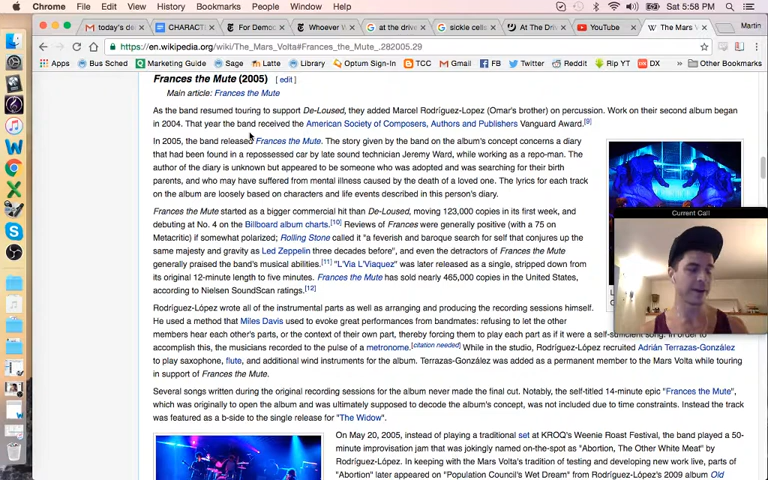 Chrome File Edit View History Bookmarks People Window Help
Sat 5:58 PM
today's de
CHARACT
For Democ
Whoever W
at the drive
sickle cells
At The Dri
YouTube
The Mars V
Martin
https://en.wikipedia.org/wiki/The_Mars_Volta#Frances_the_Mute_.282005.29
Apps Bus Sched Imported Sage Latte Library Optum Sign-In TCC Gmail FB Twitter Reddit Rip YT DX » Other Bookmarks
Frances the Mute (2005) [ edit ]
Main article: Frances the Mute
As the band resumed touring to support De-Loused, they added Marcel Rodríguez-Lopez (Omar's brother) on percussion. Work on their second album began
in 2004. That year the band received the American Society of Composers, Authors and Publishers Vanguard Award.[9]
In 2005, the band released Frances the Mute. The story given by the band on the album's concept concerns a diary
that had been found in a repossessed car by late sound technician Jeremy Ward, while working as a repo-man. The
author of the diary is unknown but appeared to be someone who was adopted and was searching for their birth
parents, and who may have suffered from mental illness caused by the death of a loved one. The lyrics for each track
on the album are loosely based on characters and life events described in this person's diary.
Current Call
Frances the Mute started as a bigger commercial hit than De-Loused, moving 123,000 copies in its first week, and
debuting at No. 4 on the Billboard album charts.[10] Reviews of Frances were generally positive (with a 75 on
Metacritic) if somewhat polarized; Rolling Stone called it "a feverish and baroque search for self that conjures up the
same majesty and gravity as Led Zeppelin three decades before", and even the detractors of Frances the Mute
generally praised the band's musical abilities.[11] "L'Via L'Viaquez" was later released as a single, stripped down from
its original 12-minute length to five minutes. Frances the Mute has sold nearly 465,000 copies in the United States,
according to Nielsen SoundScan ratings.[12]
Rodríguez-López wrote all of the instrumental parts as well as arranging and producing the recording sessions himself.
He used a method that Miles Davis used to evoke great performances from bandmates: refusing to let the other
members hear each other's parts, or the context of their own part, thereby forcing them to play each part as if it were a self-sufficient song. In order to
accomplish this, the musicians recorded to the pulse of a metronome.[citation needed] While in the studio, Rodríguez-López recruited Adrián Terrazas-González
to play saxophone, flute, and additional wind instruments for the album. Terrazas-González was added as a permanent member to the Mars Volta while touring
in support of Frances the Mute.
Several songs written during the original recording sessions for the album never made the final cut. Notably, the self-titled 14-minute epic "Frances the Mute",
which was originally to open the album and was ultimately supposed to decode the album's concept, was not included due to time constraints. Instead the track
was featured as a b-side to the single release for "The Widow".
On May 20, 2005, instead of playing a traditional set at KROQ's Weenie Roast Festival, the band played a 50-
minute improvisation jam that was jokingly named on-the-spot as "Abortion, The Other White Meat" by
Rodríguez-López. In keeping with the Mars Volta's tradition of testing and developing new work live, parts of
"Abortion" later appeared on "Population Council's Wet Dream" from Rodríguez-López's 2009 album Old